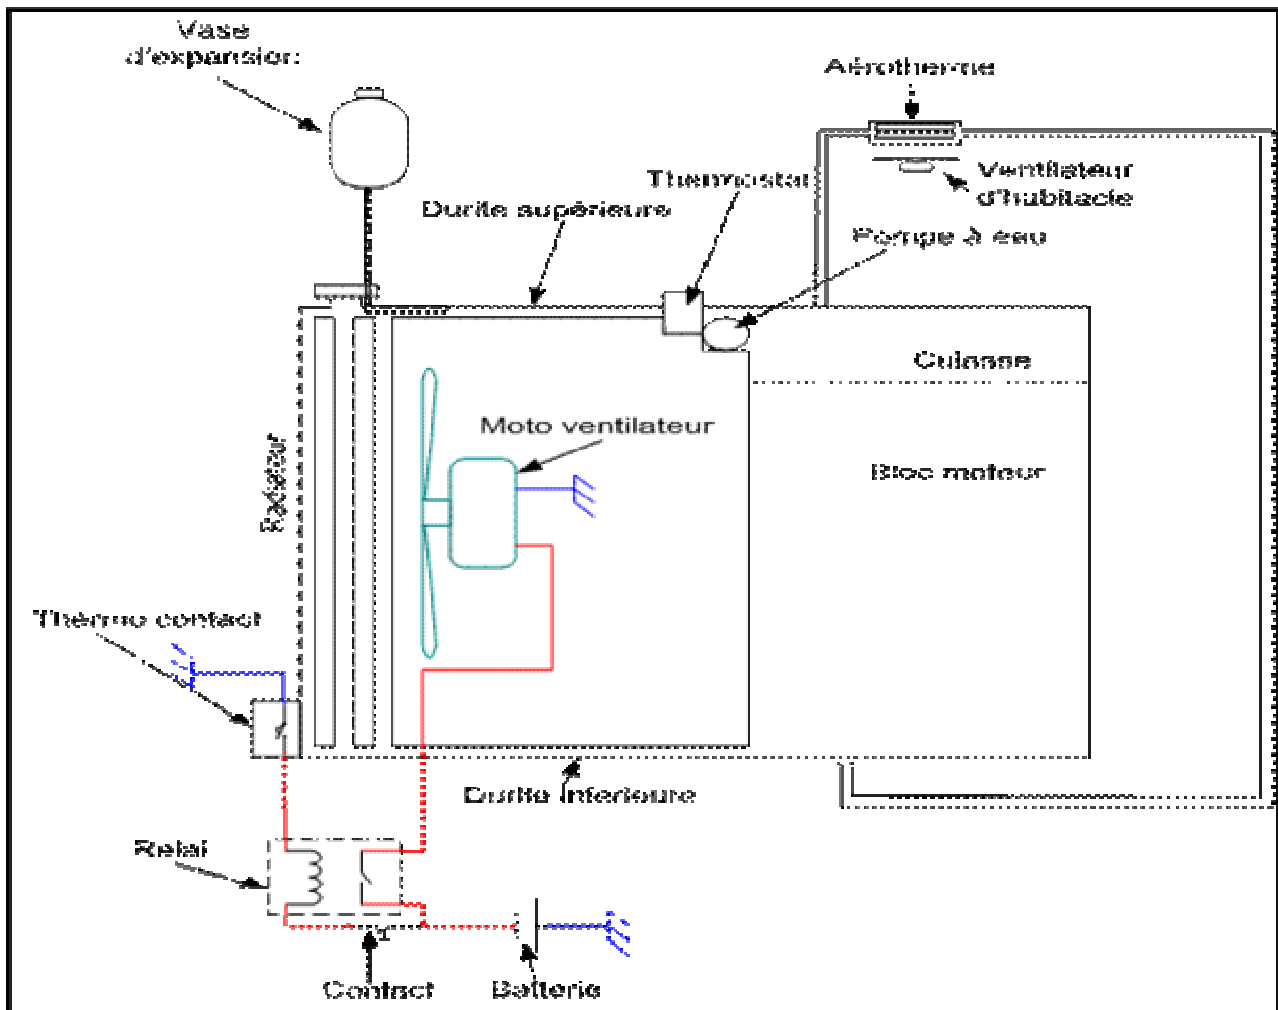 Vase
d'expansion
Aérotherme
Thermostat
Ventilateur
d'habitacle
Durite supérieure
Pompe à eau
Culasse
Moto ventilateur
Bloc moteur
Radiateur
Thermo contact
Durite inferieure
Relai
Contact
Batterie